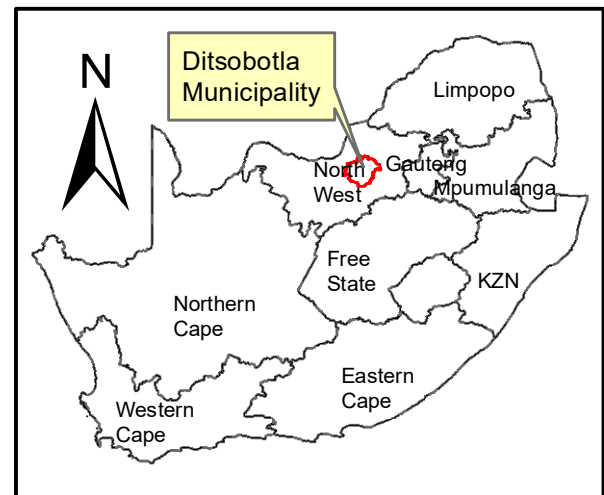 Ditsobotla
Municipality
N
Limpopo
North
West
Gauteng
Mpumulanga
Free
State
KZN
Northern
Cape
Eastern
Cape
Western
Cape